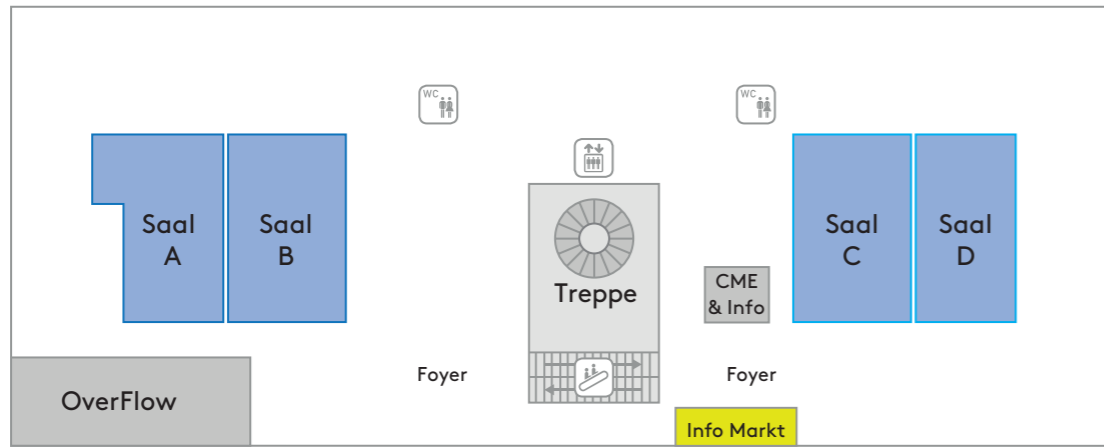 WC
WC
Saal
A
Saal
B
Treppe
CME
& Info
Saal
C
Saal
D
Foyer
Foyer
OverFlow
Info Markt